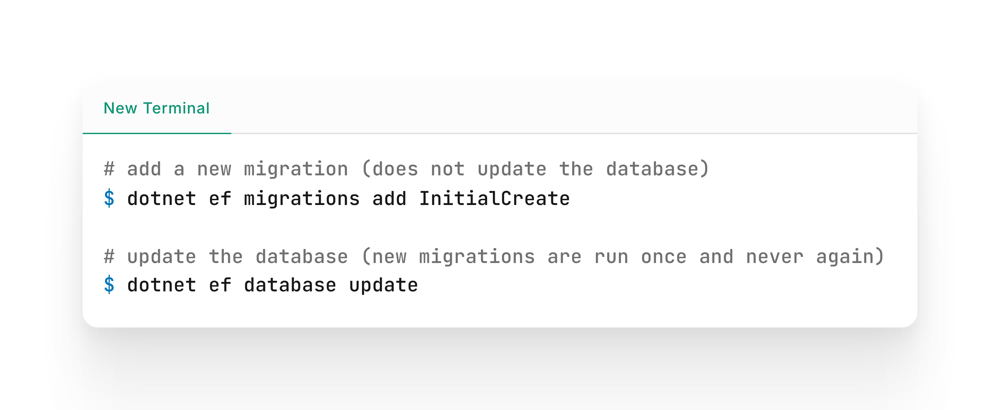 New Terminal
# add a new migration (does not update the database)
$ dotnet ef migrations add InitialCreate
# update the database (new migrations are run once and never again)
$ dotnet ef database update